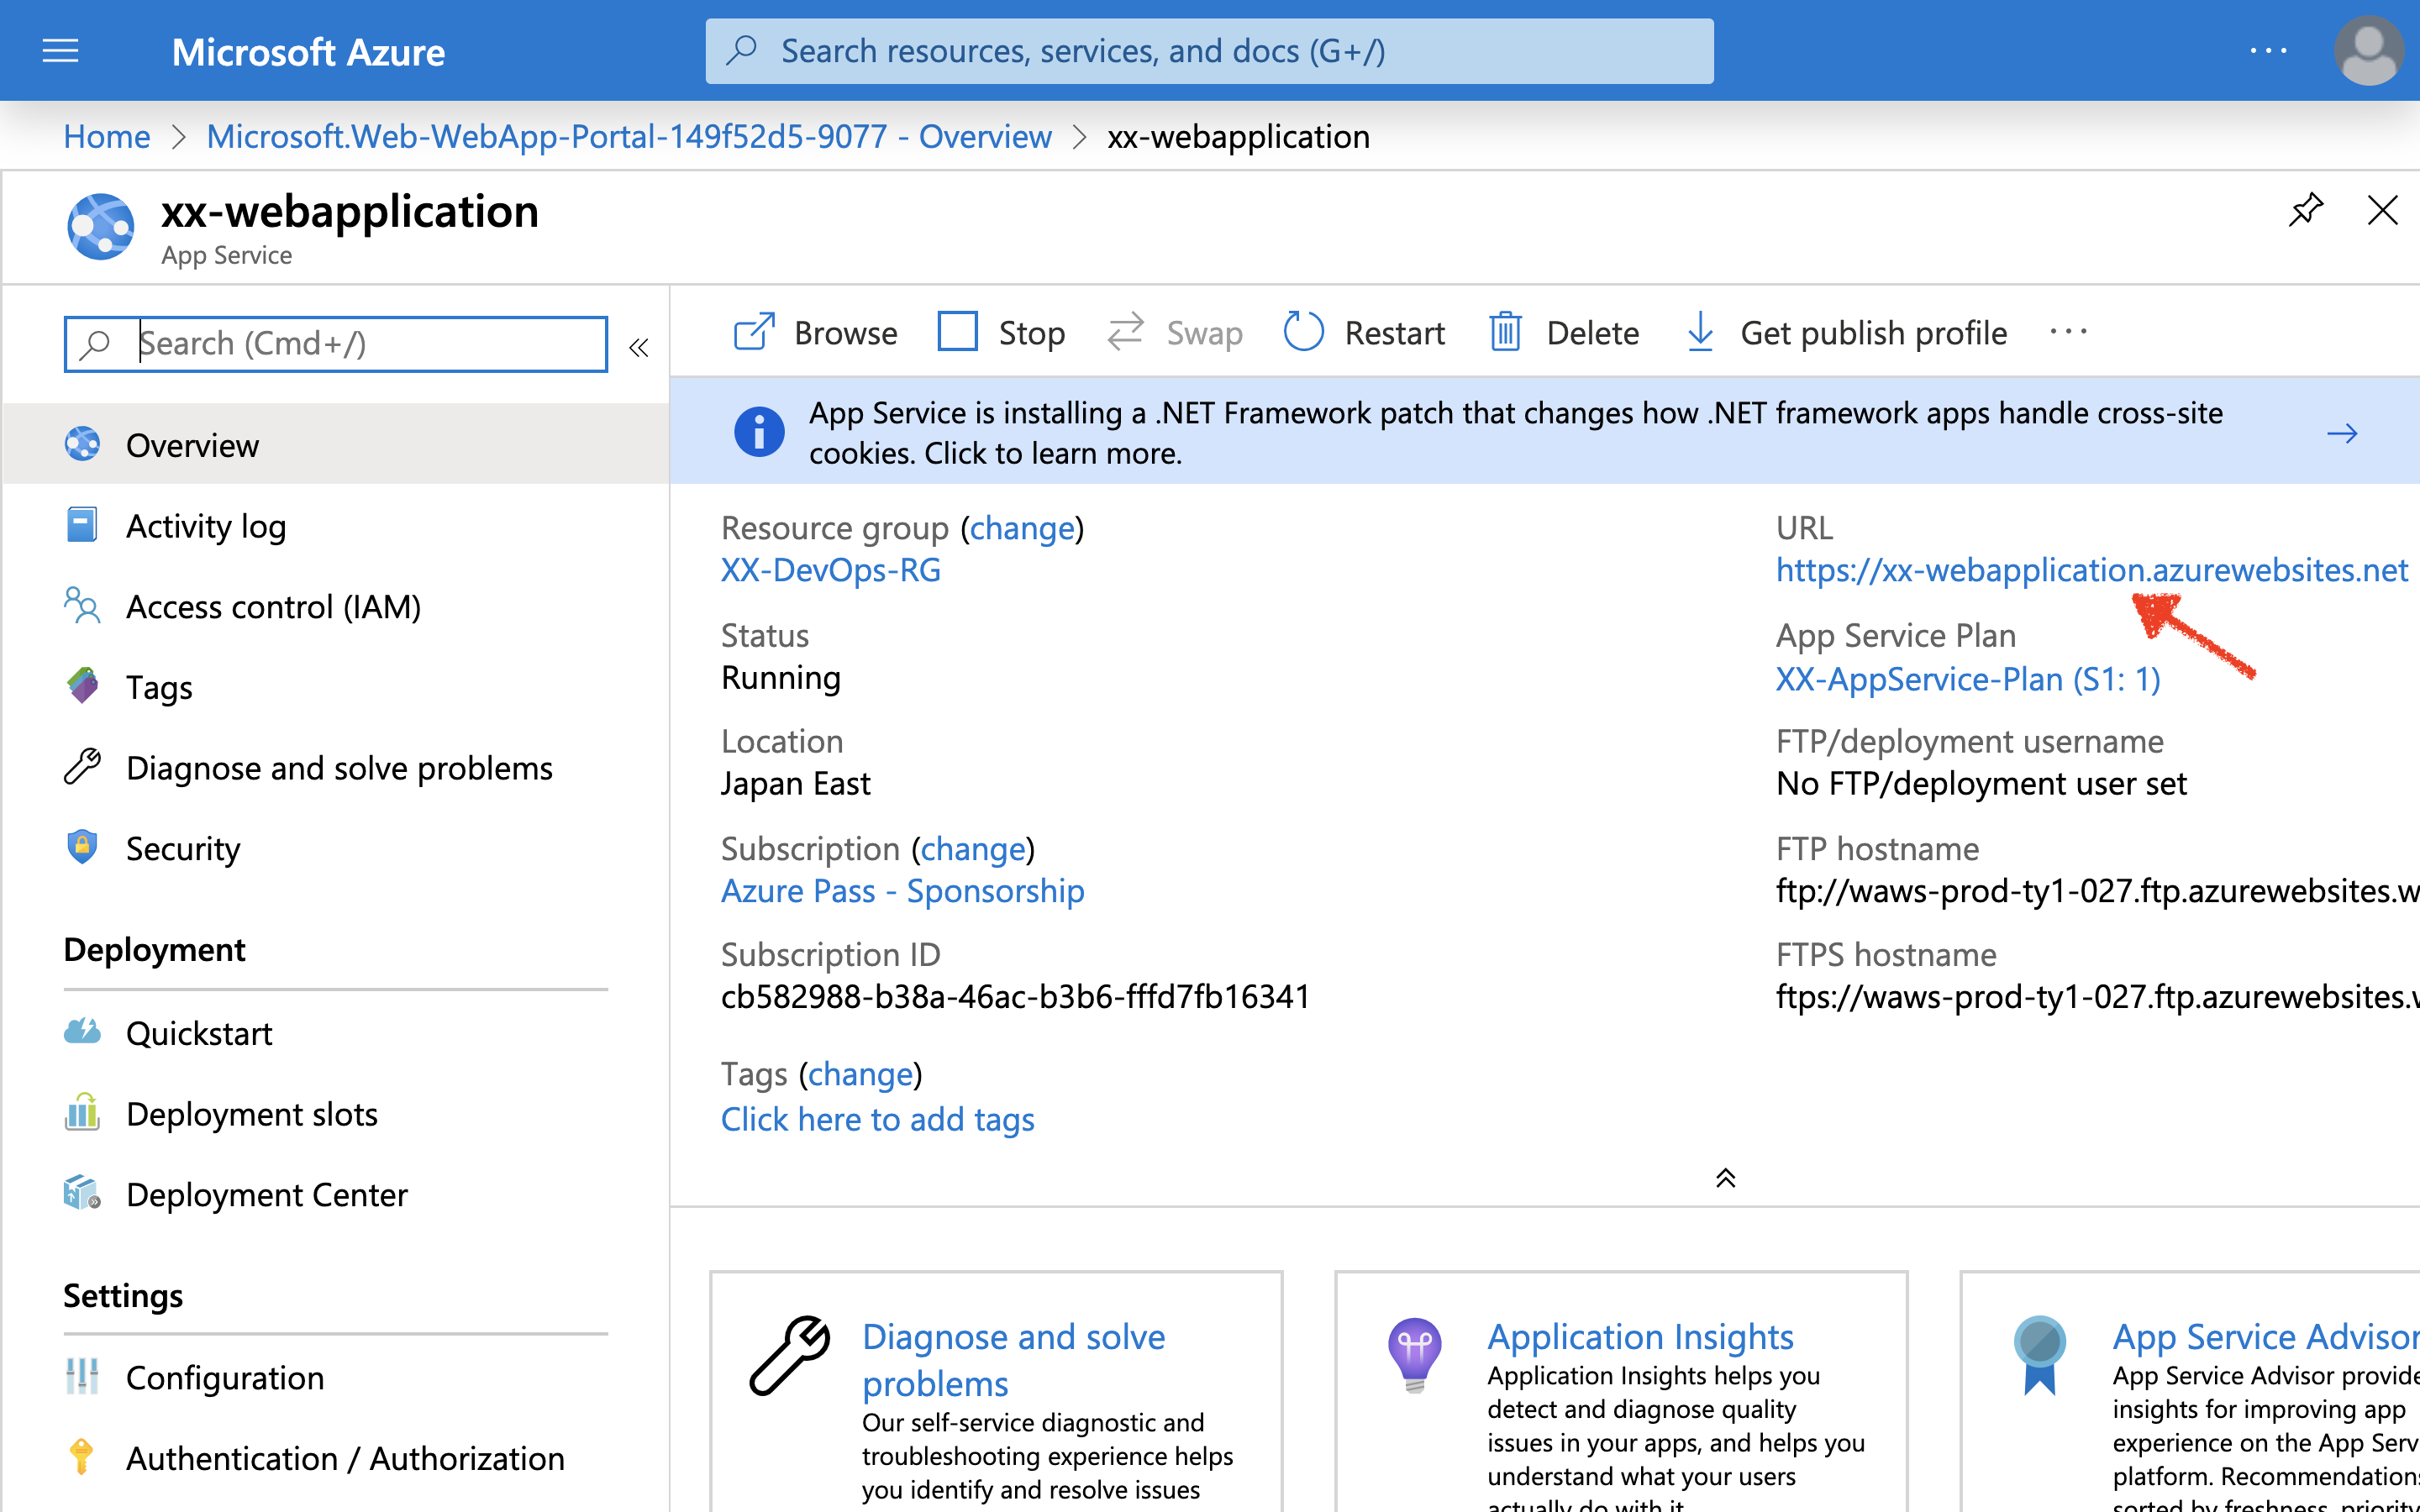 Microsoft Azure
Search resources, services, and docs (G+/)
Home > Microsoft.Web-WebApp-Portal-149f52d5-9077 - Overview > xx-webapplication
xx-webapplication
App Service
Search (Cmd+/)
Overview
Activity log
Access control (IAM)
Tags
Diagnose and solve problems
Security
Deployment
Quickstart
Deployment slots
Deployment Center
Settings
Configuration
Authentication / Authorization
Browse
Stop
Swap
Restart
Delete
Get publish profile
App Service is installing a .NET Framework patch that changes how .NET framework apps handle cross-site
cookies. Click to learn more.
Resource group (change)
XX-DevOps-RG
Status
Running
Location
Japan East
Subscription (change)
Azure Pass - Sponsorship
Subscription ID
cb582988-b38a-46ac-b3b6-fffd7fb16341
Tags (change)
Click here to add tags
URL
https://xx-webapplication.azurewebsites.net
App Service Plan
XX-AppService-Plan (S1: 1)
FTP/deployment username
No FTP/deployment user set
FTP hostname
ftp://waws-prod-ty1-027.ftp.azurewebsites.w
FTPS hostname
ftps://waws-prod-ty1-027.ftp.azurewebsites.
Diagnose and solve
problems
Our self-service diagnostic and
troubleshooting experience helps
you identify and resolve issues
Application Insights
Application Insights helps you
detect and diagnose quality
issues in your apps, and helps you
understand what your users
actually do with it.
App Service Advisor
App Service Advisor provide
insights for improving app
experience on the App Serv
platform. Recommendations
sorted by freshness, priority